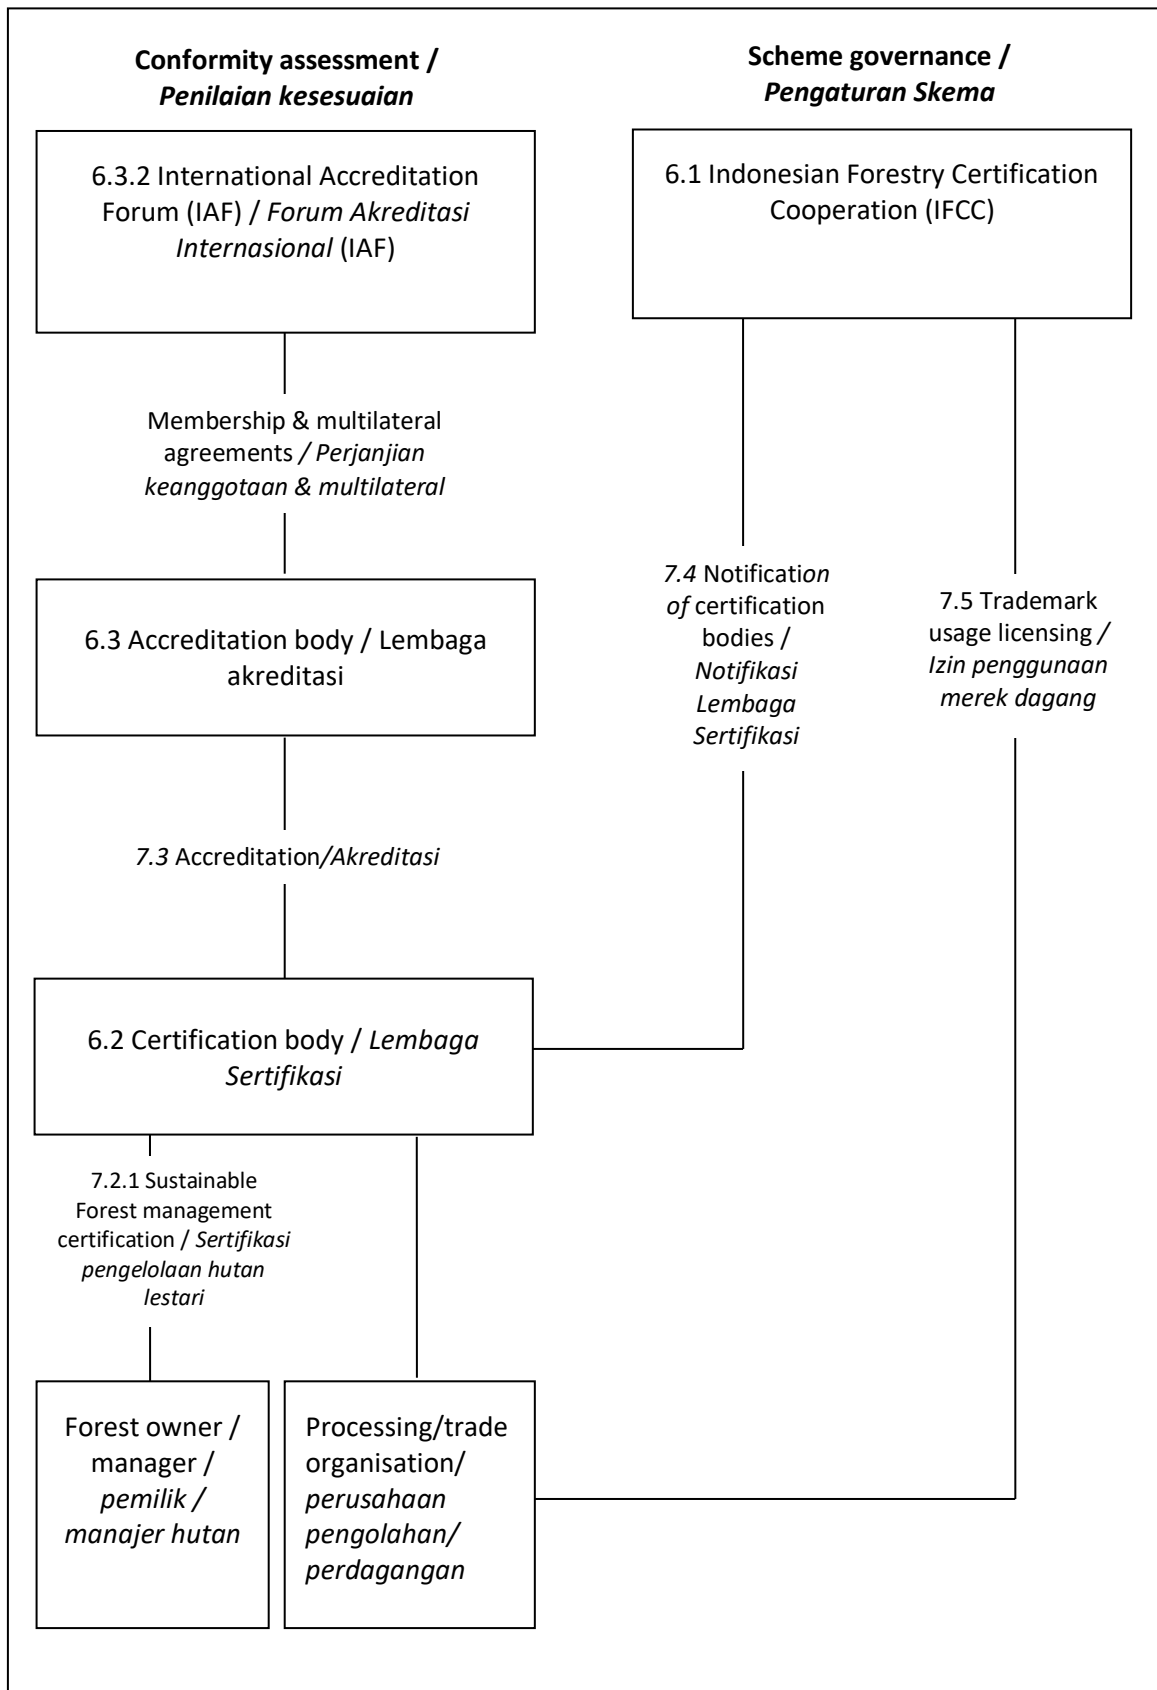 Conformity assessment /
Penilaian kesesuaian
Scheme governance /
Pengaturan Skema
6.3.2 International Accreditation
Forum (IAF) / Forum Akreditasi
Internasional (IAF)
6.1 Indonesian Forestry Certification
Cooperation (IFCC)
Membership & multilateral
agreements / Perjanjian
keanggotaan & multilateral
6.3 Accreditation body / Lembaga
akreditasi
7.4 Notification
of certification
bodies /
Notifikasi
Lembaga
Sertifikasi
7.5 Trademark
usage licensing /
Izin penggunaan
merek dagang
7.3 Accreditation/Akreditasi
6.2 Certification body / Lembaga
Sertifikasi
7.2.1 Sustainable
Forest management
certification / Sertifikasi
pengelolaan hutan
lestari
Forest owner /
manager /
pemilik /
manajer hutan
Processing/trade
organisation/
perusahaan
pengolahan/
perdagangan